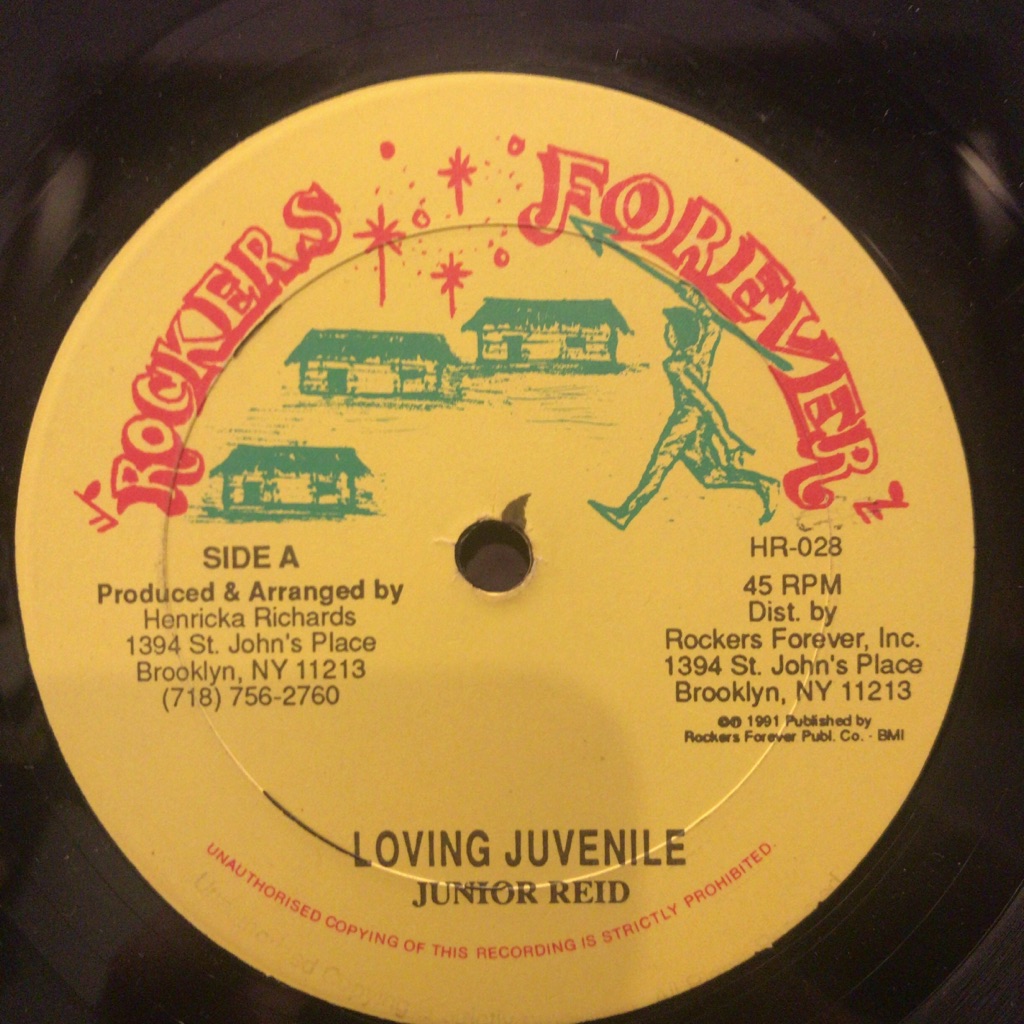 ROCKERS FOREVER
SIDE A
Produced & Arranged by
Henricka Richards
1394 St. John's Place
Brooklyn, NY 11213
(718) 756-2760
HR-028
45 RPM
Dist. by
Rockers Forever, Inc.
1394 St. John's Place
Brooklyn, NY 11213
©℗ 1991 Published by
Rockers Forever Publ. Co. - BMI
LOVING JUVENILE
JUNIOR REID
UNAUTHORISED COPYING OF THIS RECORDING IS STRICTLY PROHIBITED.